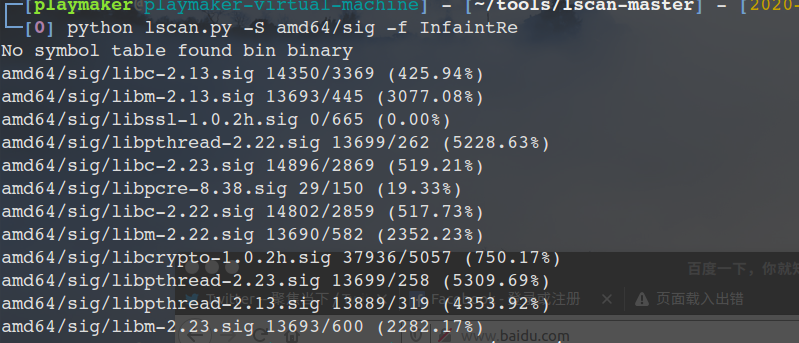 [playmaker@playmaker-virtual-machine] - [~/tools/lscan-master] - [2020-
[0] python lscan.py -S amd64/sig -f InfaintRe
No symbol table found bin binary
amd64/sig/libc-2.13.sig 14350/3369 (425.94%)
amd64/sig/libm-2.13.sig 13693/445 (3077.08%)
amd64/sig/libssl-1.0.2h.sig 0/665 (0.00%)
amd64/sig/libpthread-2.22.sig 13699/262 (5228.63%)
amd64/sig/libc-2.23.sig 14896/2869 (519.21%)
amd64/sig/libpcre-8.38.sig 29/150 (19.33%)
amd64/sig/libc-2.22.sig 14802/2859 (517.73%)
amd64/sig/libm-2.22.sig 13690/582 (2352.23%)
amd64/sig/libcrypto-1.0.2h.sig 37936/5057 (750.17%)
百度一下,你就知
amd64/sig/libpthread-2.23.sig 13699/258 (5309.69%)
amd64/sig/libpthread-2.13.sig 13889/319 (4353.92%)
页面载入出错
amd64/sig/libm-2.23.sig 13693/600 (2282.17%)
www.baidu.com